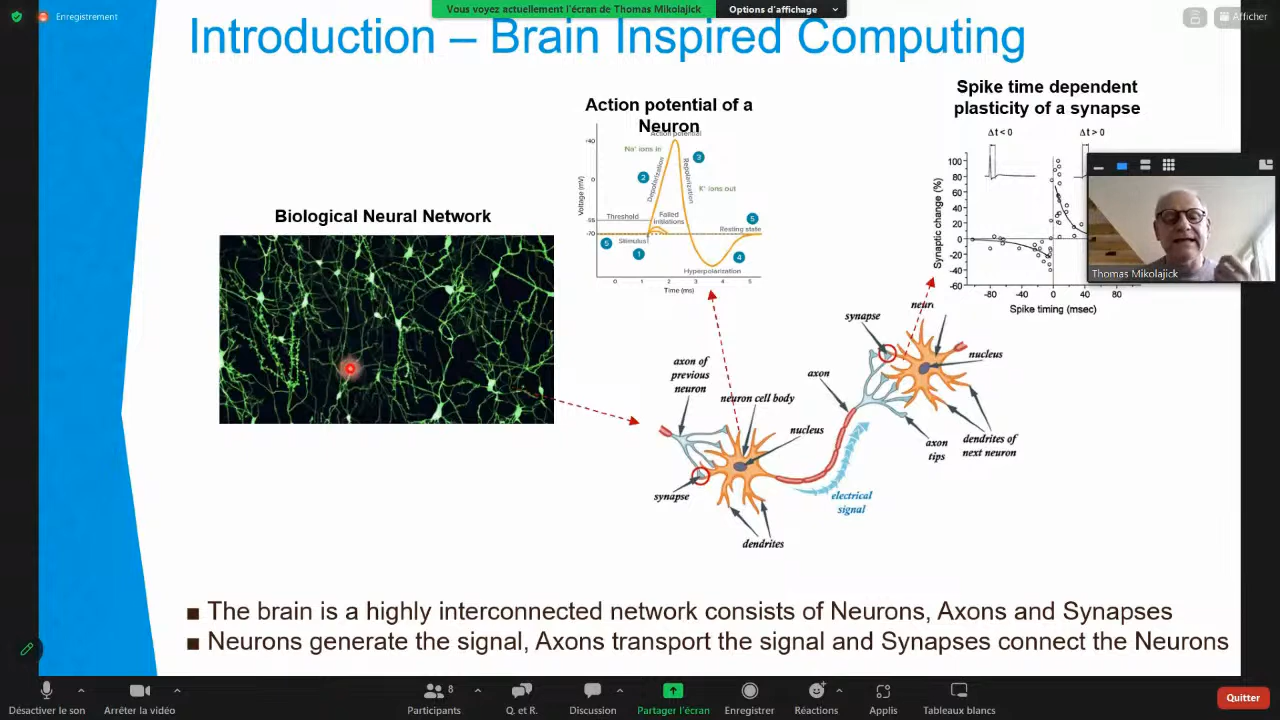 Enregistrement
Vous voyez actuellement l'écran de Thomas Mikolajick
Options d'affichage
Afficher
Introduction – Brain Inspired Computing
Action potential of a
Neuron
Spike time dependent
plasticity of a synapse
Biological Neural Network
Action potential
+40
Na⁺ ions in
3
2
Depolarization
Repolarization
K⁺ ions out
0
Voltage (mV)
Threshold
Failed
initiations
5
-55
-70
Resting state
5
Stimulus
1
4
Hyperpolarization
0
1
2
3
4
5
Time (ms)
Δt < 0
Δt > 0
100
80
60
40
20
0
-20
-40
-60
Synaptic change (%)
-80
-40
0
40
80
Spike timing (msec)
Thomas Mikolajick
synapse
nucleus
axon of
previous
neuron
axon
neuron cell body
nucleus
axon
tips
dendrites of
next neuron
synapse
electrical
signal
dendrites
■ The brain is a highly interconnected network consists of Neurons, Axons and Synapses
■ Neurons generate the signal, Axons transport the signal and Synapses connect the Neurons
Désactiver le son
Arrêter la vidéo
8
Participants
Q. et R.
Discussion
Partager l'écran
Enregistrer
Réactions
Applis
Tableaux blancs
Quitter